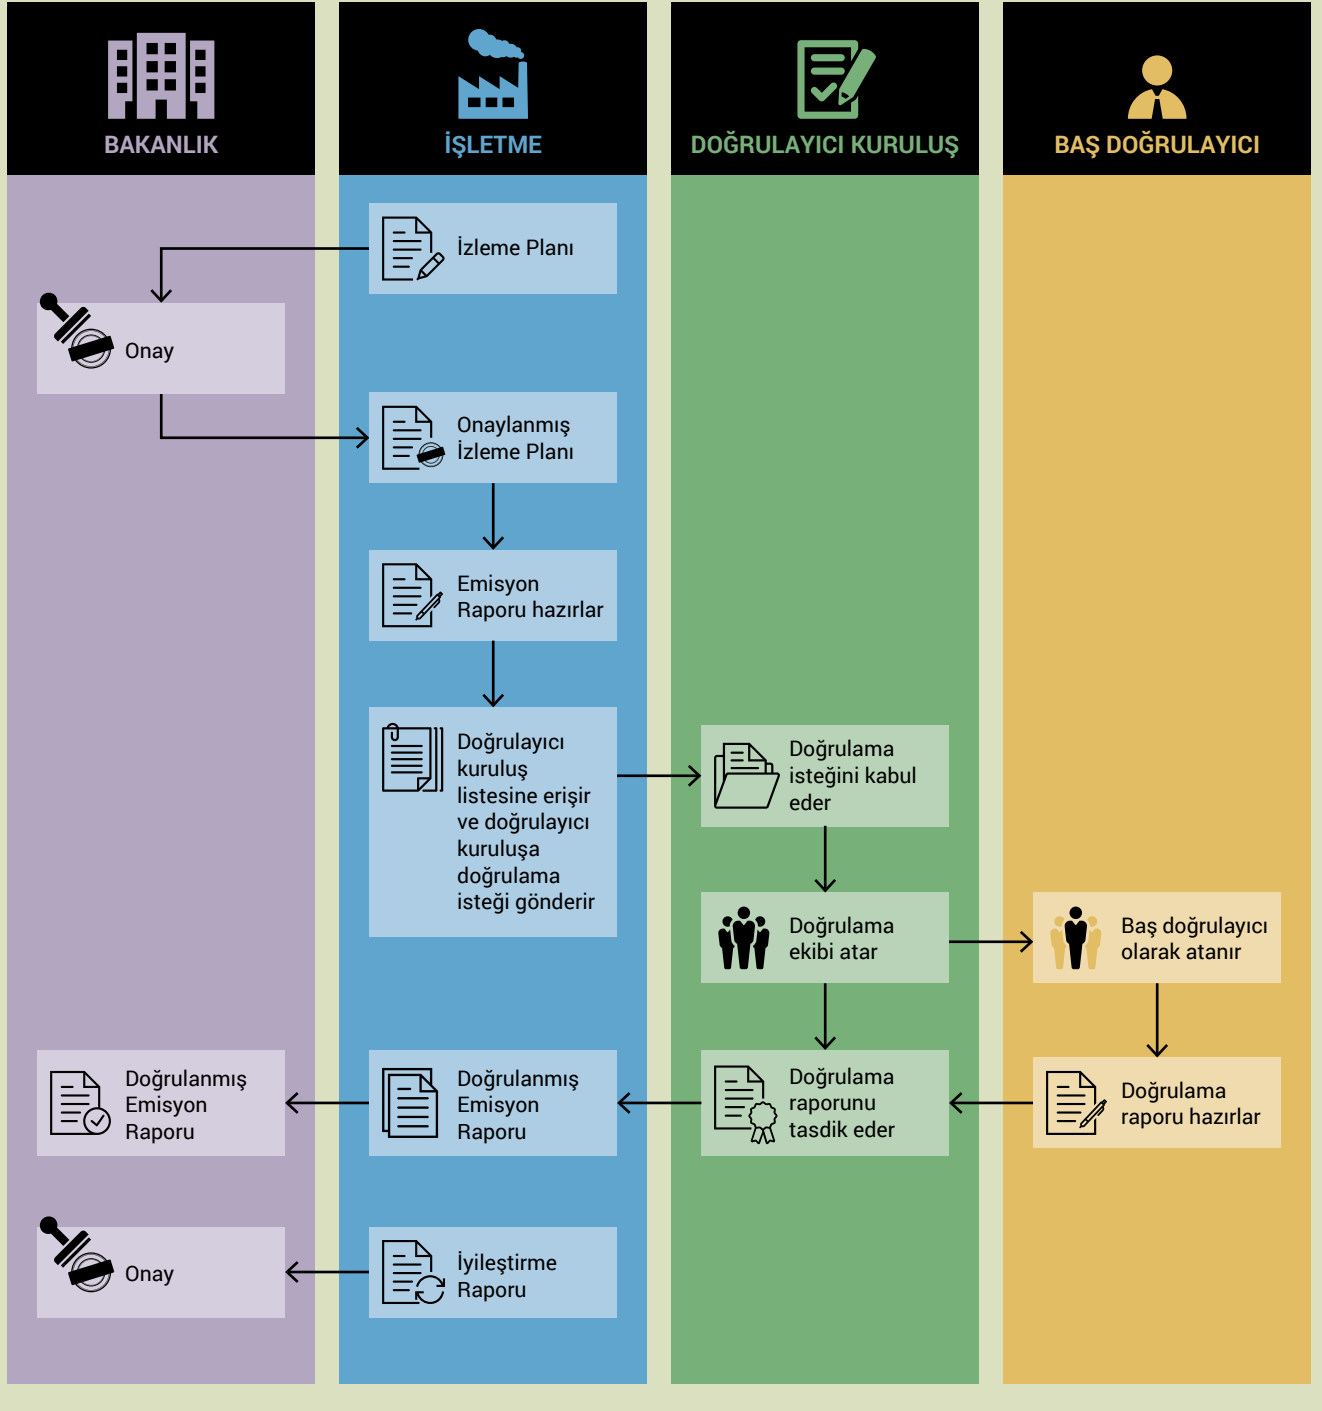 BAKANLIK
İŞLETME
DOĞRULAYICI KURULUŞ
BAŞ DOĞRULAYICI
İzleme Planı
Onay
Onaylanmış
İzleme Planı
Emisyon
Raporu hazırlar
Doğrulayıcı
kuruluş
listesine erişir
ve doğrulayıcı
kuruluşa
doğrulama
isteği gönderir
Doğrulama
isteğini kabul
eder
Doğrulama
ekibi atar
Baş doğrulayıcı
olarak atanır
Doğrulama
raporu hazırlar
Doğrulama
raporunu
tasdik eder
Doğrulanmış
Emisyon
Raporu
Doğrulanmış
Emisyon
Raporu
İyileştirme
Raporu
Onay